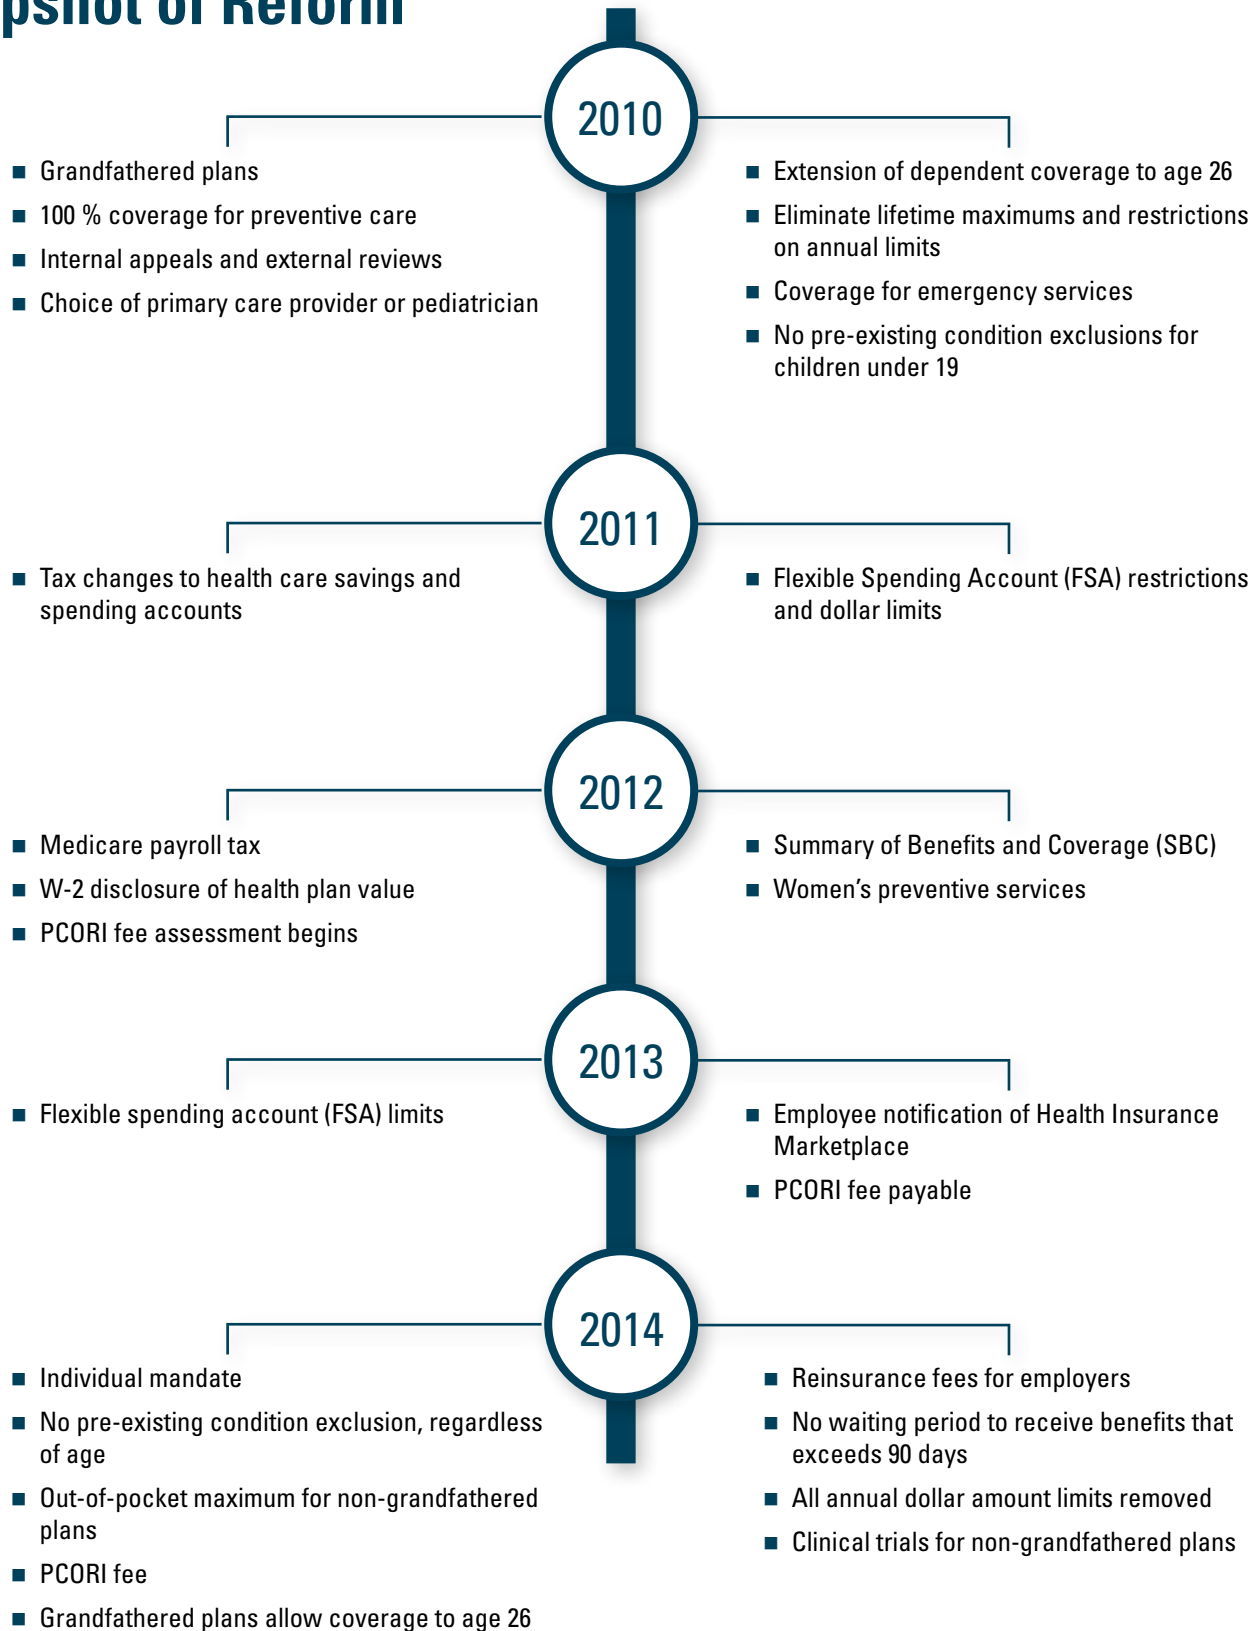 of Reform
2010
■ Grandfathered plans
■ 100 % coverage for preventive care
■ Internal appeals and external reviews
■ Choice of primary care provider or pediatrician
■ Extension of dependent coverage to age 26
■ Eliminate lifetime maximums and restrictions
on annual limits
■ Coverage for emergency services
■ No pre-existing condition exclusions for
children under 19
2011
■ Tax changes to health care savings and
spending accounts
■ Flexible Spending Account (FSA) restrictions
and dollar limits
2012
■ Medicare payroll tax
■ W-2 disclosure of health plan value
■ PCORI fee assessment begins
■ Summary of Benefits and Coverage (SBC)
■ Women’s preventive services
2013
■ Flexible spending account (FSA) limits
■ Employee notification of Health Insurance
Marketplace
■ PCORI fee payable
2014
■ Individual mandate
■ No pre-existing condition exclusion, regardless
of age
■ Out-of-pocket maximum for non-grandfathered
plans
■ PCORI fee
■ Grandfathered plans allow coverage to age 26
■ Reinsurance fees for employers
■ No waiting period to receive benefits that
exceeds 90 days
■ All annual dollar amount limits removed
■ Clinical trials for non-grandfathered plans